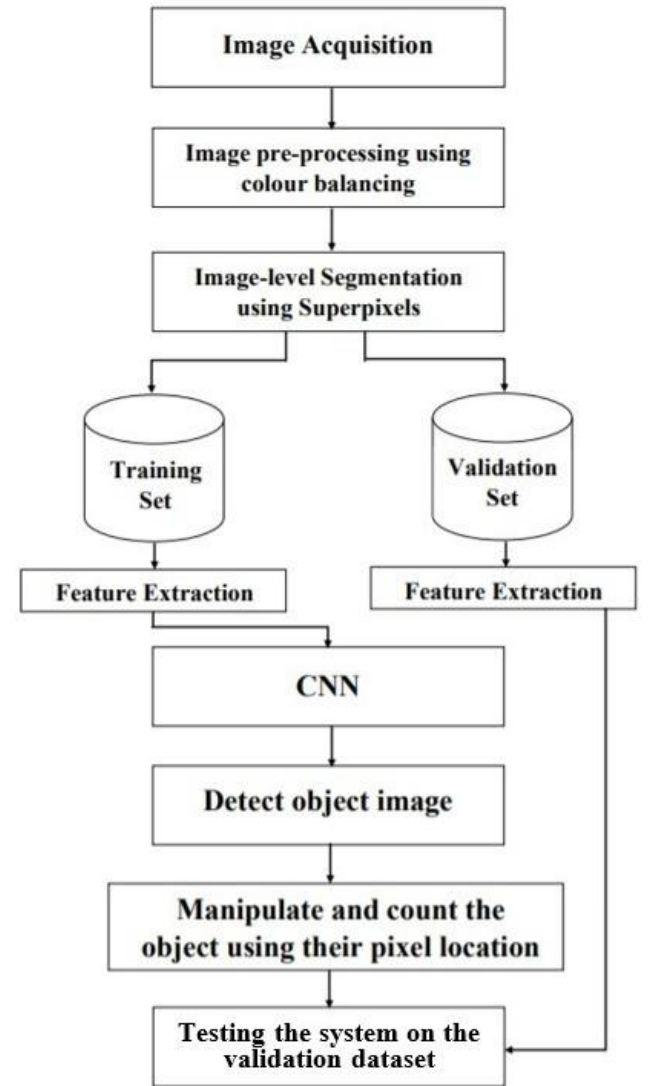 Image Acquisition
Image pre-processing using
colour balancing
Image-level Segmentation
using Superpixels
Training
Set
Validation
Set
Feature Extraction
Feature Extraction
CNN
Detect object image
Manipulate and count the
object using their pixel location
Testing the system on the
validation dataset